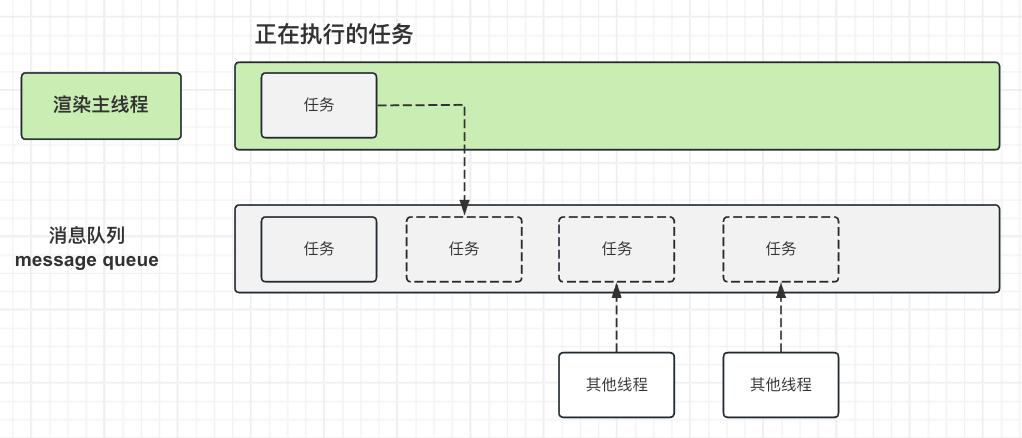 正在执行的任务
渲染主线程
任务
消息队列
message queue
任务
任务
任务
任务
其他线程
其他线程